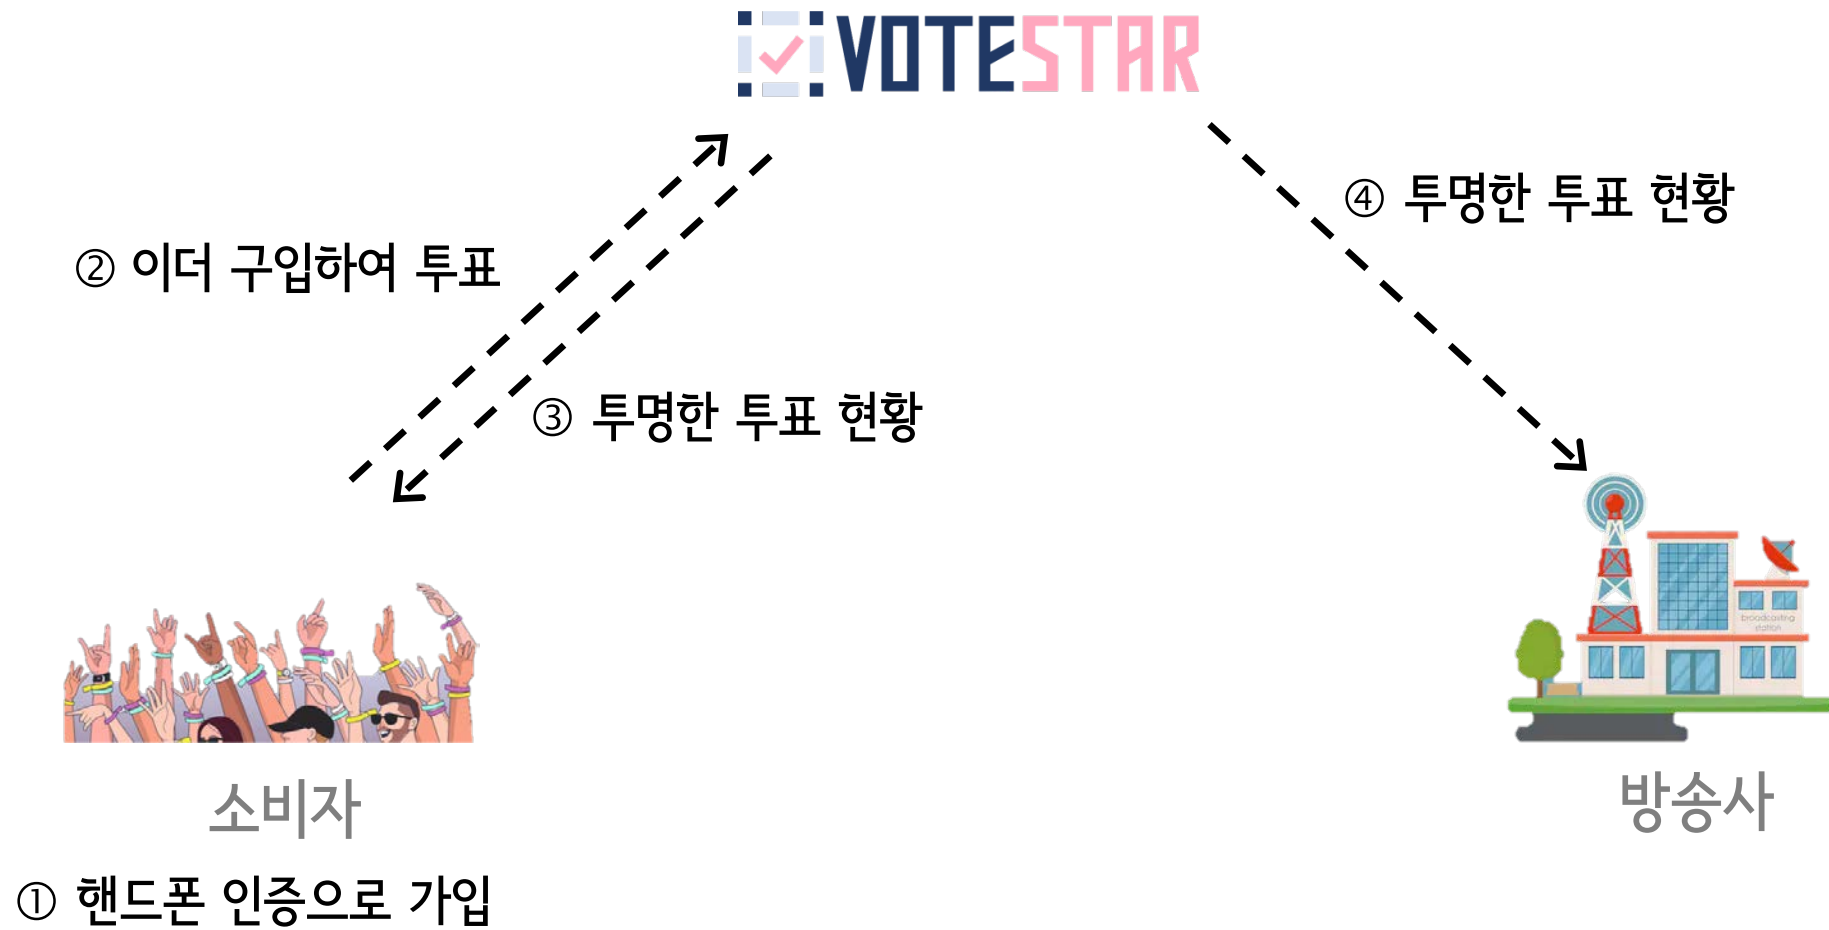 VOTESTAR
④ 투명한 투표 현황
② 이더 구입하여 투표
③ 투명한 투표 현황
broadcasting
station
소비자
방송사
① 핸드폰 인증으로 가입